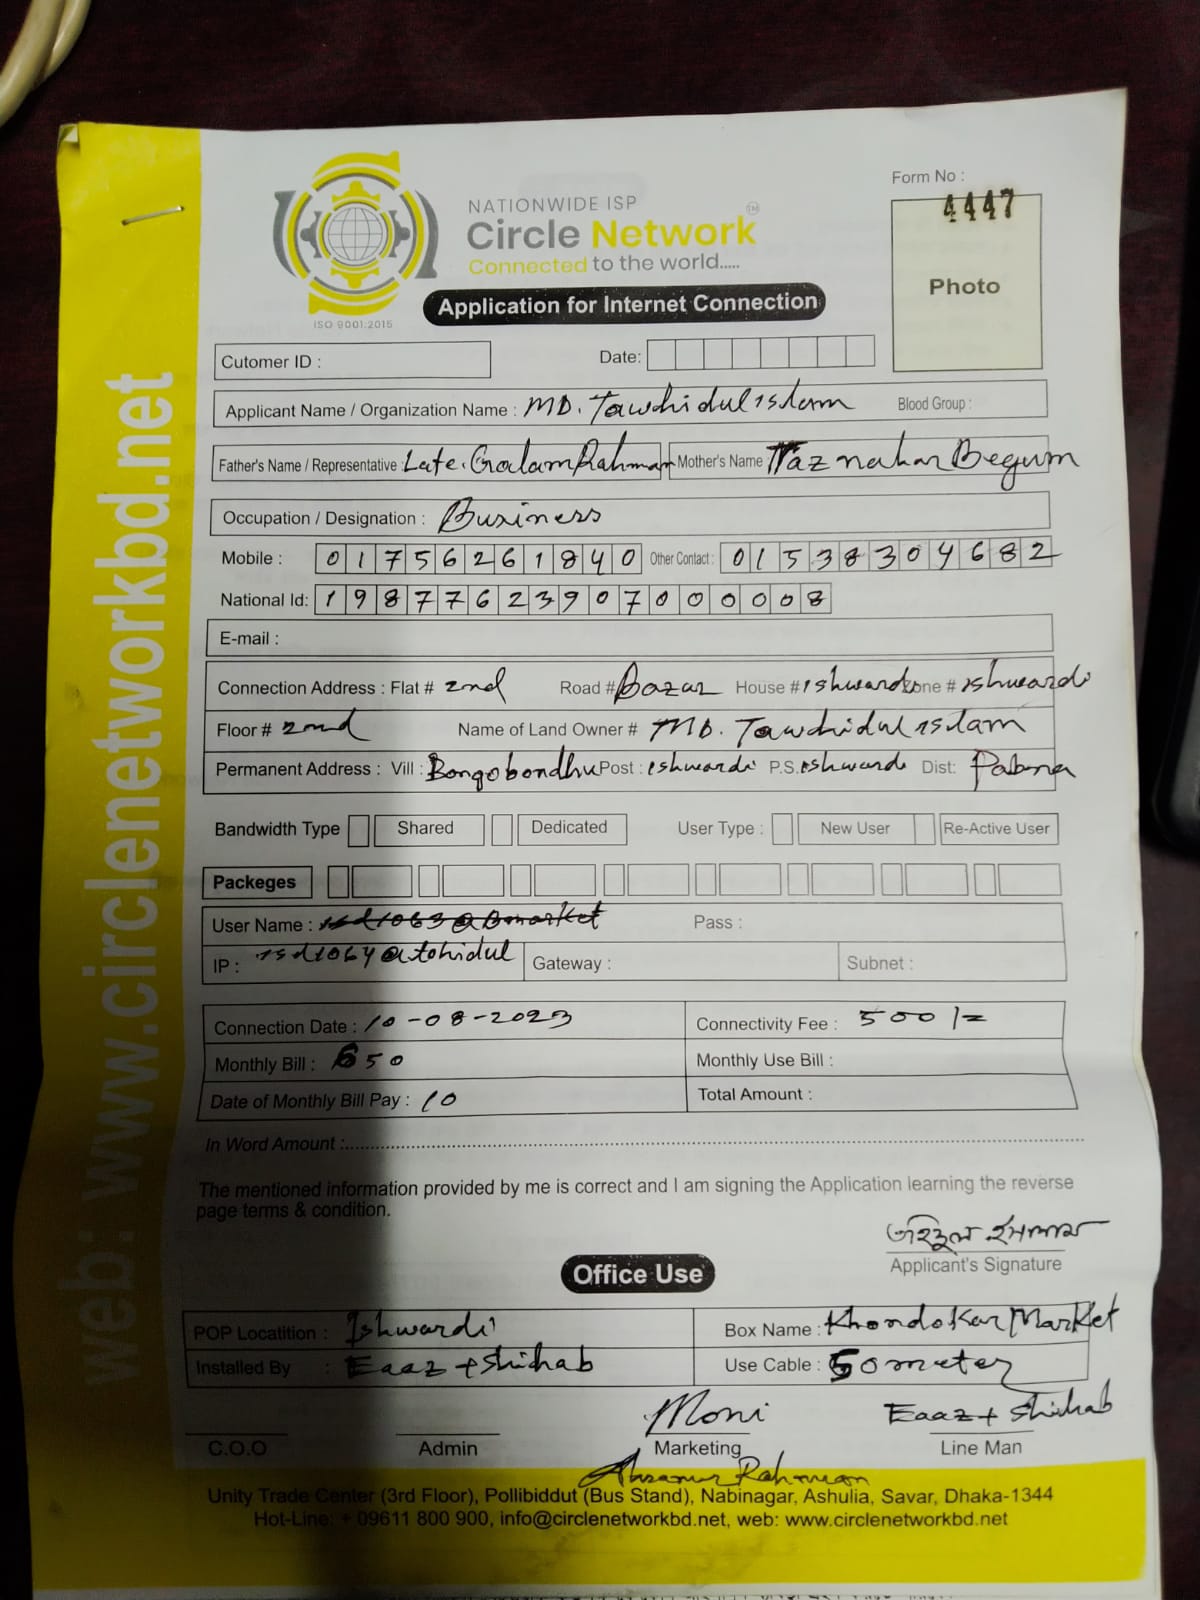 Form No :
4447
Photo
NATIONWIDE ISP
Circle Network TM
Connected to the world.....
ISO 9001:2015
Application for Internet Connection
Cutomer ID :
Date:
Applicant Name / Organization Name : MD. Tawhidul islam Blood Group :
Father's Name / Representative : Late. Golam Rahman Mother's Name Taznahar Begum
Occupation / Designation : Business
Mobile : 01756261840 Other Contact : 01538304682
National Id: 19877762390700008
E-mail :
Connection Address : Flat # 2nd Road # Bazar House # ishwardi Zone # ishwardi
Floor # 2nd Name of Land Owner # MD. Tawhidul islam
Permanent Address : Vill : Bongobondhu Post : ishwardi P.S. ishwardi Dist: Pabna
Bandwidth Type Shared Dedicated User Type : New User Re-Active User
Packeges
User Name : isd1063@Bmarket Pass :
IP : isd1064@tohidul Gateway : Subnet :
Connection Date : 10-08-2023 Connectivity Fee : 500/=
Monthly Bill : 650 Monthly Use Bill :
Date of Monthly Bill Pay : 10 Total Amount :
In Word Amount :
The mentioned information provided by me is correct and I am signing the Application learning the reverse
page terms & condition.
তহিদুল ইসলাম
Applicant's Signature
Office Use
POP Locatition : Ishwardi Box Name : Khondokar Market
Installed By : Eaaz + Shihab Use Cable : 50 meter
Moni Eaaz + Shihab
C.O.O Admin Marketing Line Man
Rahman
Unity Trade Center (3rd Floor), Pollibiddut (Bus Stand), Nabinagar, Ashulia, Savar, Dhaka-1344
Hot-Line: + 09611 800 900, info@circlenetworkbd.net, web: www.circlenetworkbd.net
web: www.circlenetworkbd.net